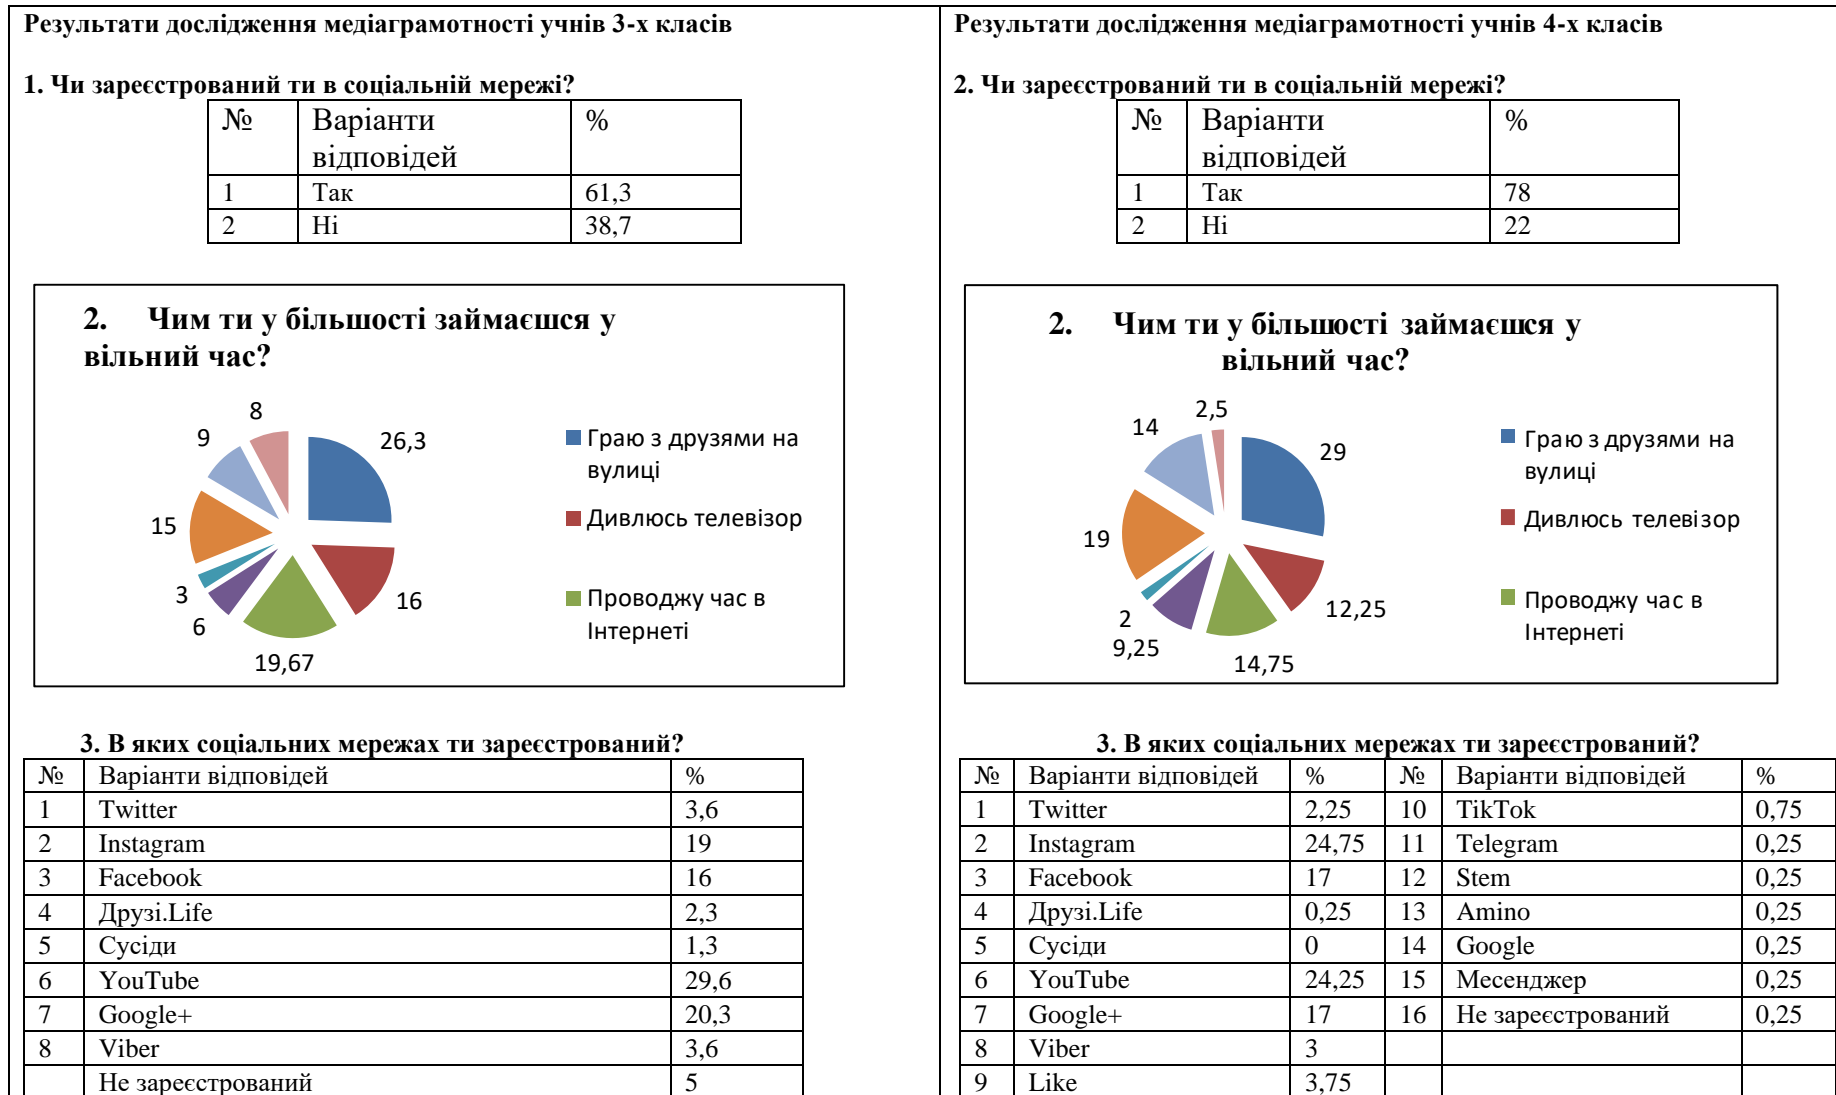 Результати дослідження медіаграмотності учнів 3-х класів
1. Чи зареєстрований ти в соціальній мережі?
№ Варіанти відповідей %
1 Так 61,3
2 Ні 38,7
2. Чим ти у більшості займаєшся у
вільний час?
8
9
26,3
15
3
6
19,67
16
Граю з друзями на
вулиці
Дивлюсь телевізор
Проводжу час в
Інтернеті
3. В яких соціальних мережах ти зареєстрований?
№ Варіанти відповідей %
1 Twitter 3,6
2 Instagram 19
3 Facebook 16
4 Друзі.Life 2,3
5 Сусіди 1,3
6 YouTube 29,6
7 Google+ 20,3
8 Viber 3,6
Не зареєстрований 5
Результати дослідження медіаграмотності учнів 4-х класів
2. Чи зареєстрований ти в соціальній мережі?
№ Варіанти відповідей %
1 Так 78
2 Ні 22
2. Чим ти у більшості займаєшся у
вільний час?
2,5
14
29
19
2
9,25
14,75
12,25
Граю з друзями на
вулиці
Дивлюсь телевізор
Проводжу час в
Інтернеті
3. В яких соціальних мережах ти зареєстрований?
№ Варіанти відповідей % № Варіанти відповідей %
1 Twitter 2,25 10 TikTok 0,75
2 Instagram 24,75 11 Telegram 0,25
3 Facebook 17 12 Stem 0,25
4 Друзі.Life 0,25 13 Amino 0,25
5 Сусіди 0 14 Google 0,25
6 YouTube 24,25 15 Месенджер 0,25
7 Google+ 17 16 Не зареєстрований 0,25
8 Viber 3
9 Like 3,75